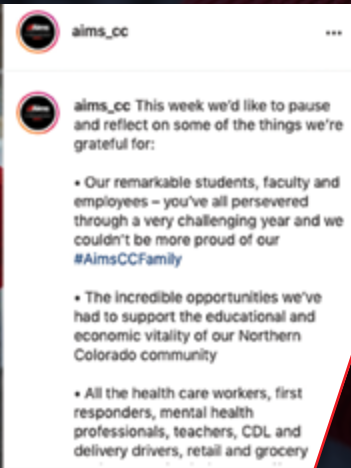 aims_cc
aims_cc This week we'd like to pause
and reflect on some of the things we're
grateful for:
• Our remarkable students, faculty and
employees – you've all persevered
through a very challenging year and we
couldn't be more proud of our
#AimsCCFamily
• The incredible opportunities we've
had to support the educational and
economic vitality of our Northern
Colorado community
• All the health care workers, first
responders, mental health
professionals, teachers, CDL and
delivery drivers, retail and grocery